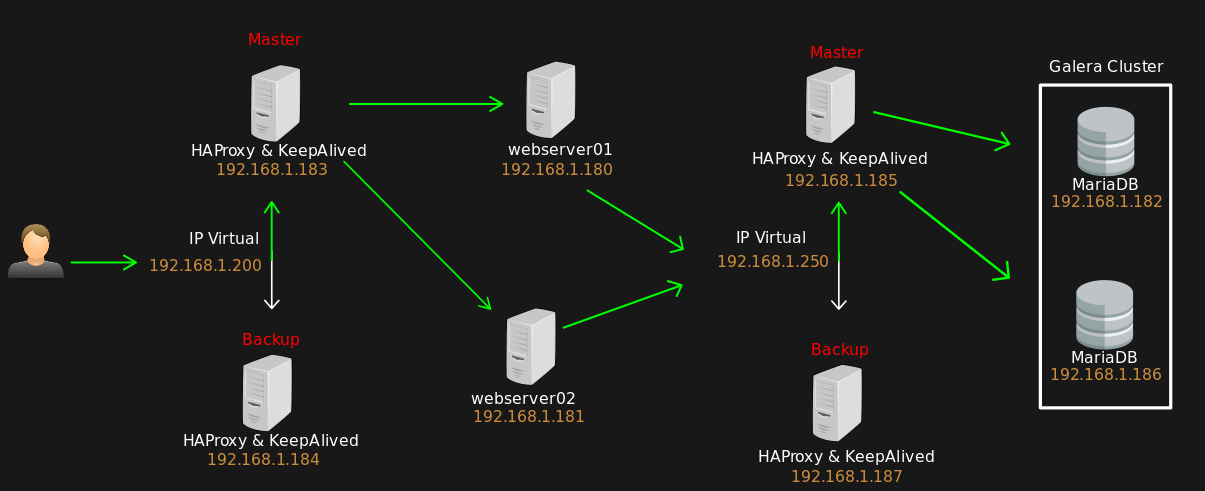 Master
HAProxy & KeepAlived
192.168.1.183
IP Virtual
192.168.1.200
Backup
HAProxy & KeepAlived
192.168.1.184
webserver01
192.168.1.180
webserver02
192.168.1.181
Master
HAProxy & KeepAlived
192.168.1.185
IP Virtual
192.168.1.250
Backup
HAProxy & KeepAlived
192.168.1.187
Galera Cluster
MariaDB
192.168.1.182
MariaDB
192.168.1.186